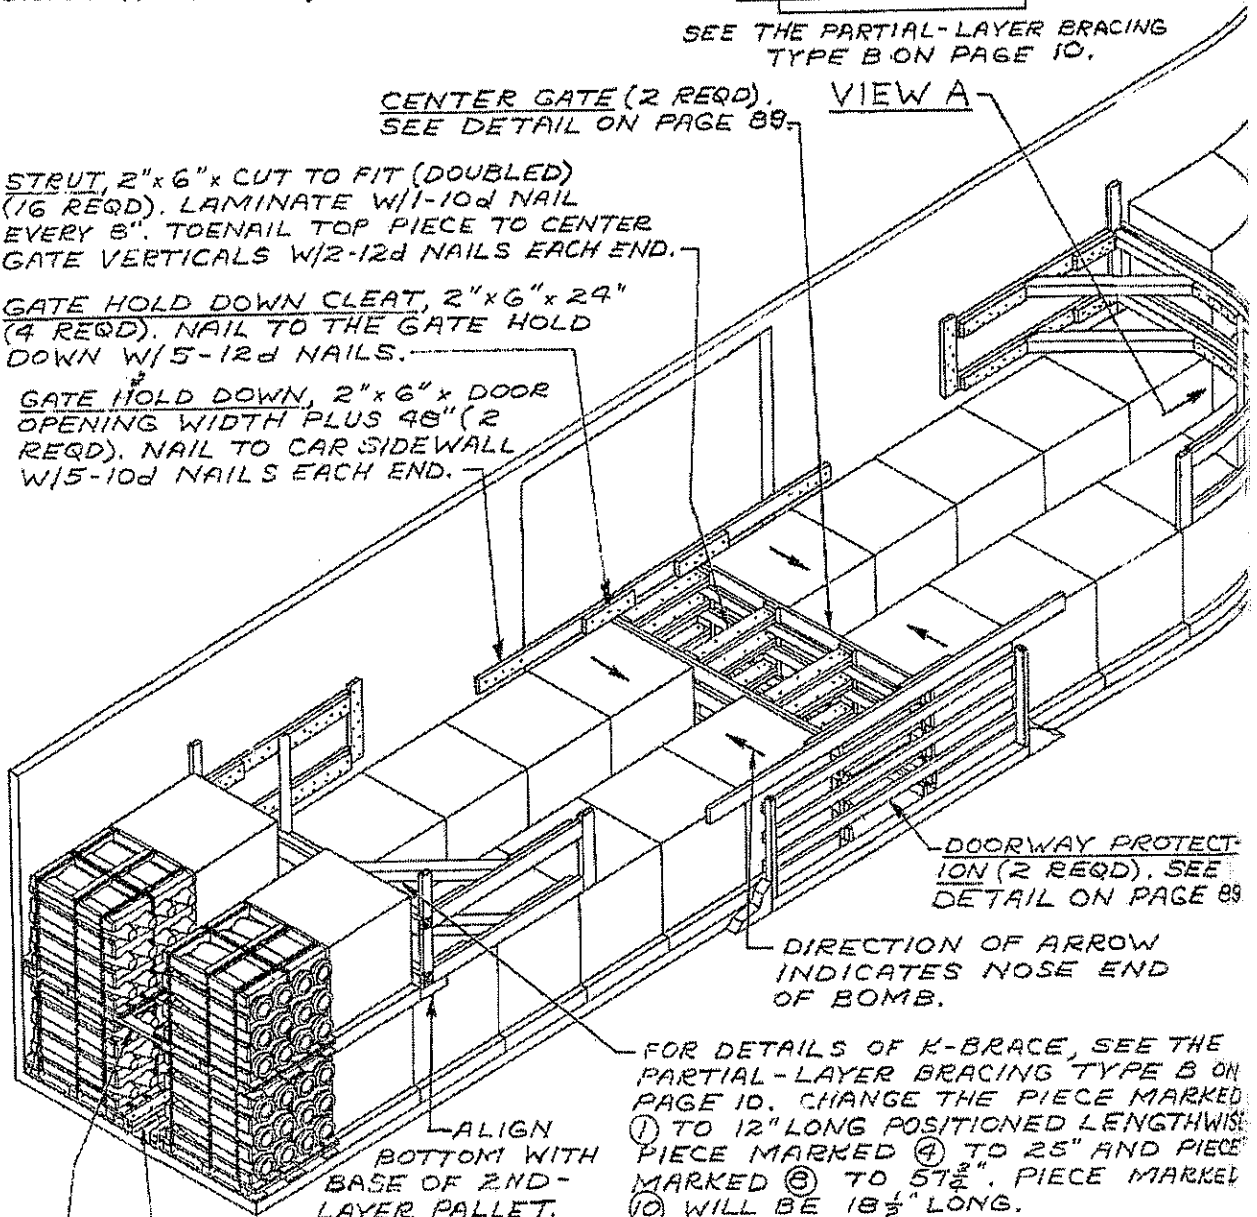 SEE THE PARTIAL-LAYER BRACING
TYPE B ON PAGE 10.
CENTER GATE (2 REQD).
SEE DETAIL ON PAGE 89.
VIEW A
STRUT, 2" x 6" x CUT TO FIT (DOUBLED)
(16 REQD). LAMINATE W/1-10d NAIL
EVERY 8". TOENAIL TOP PIECE TO CENTER
GATE VERTICALS W/2-12d NAILS EACH END.
GATE HOLD DOWN CLEAT, 2" x 6" x 24"
(4 REQD). NAIL TO THE GATE HOLD
DOWN W/5-12d NAILS.
GATE HOLD DOWN, 2" x 6" x DOOR
OPENING WIDTH PLUS 48" (2
REQD). NAIL TO CAR SIDEWALL
W/5-10d NAILS EACH END.
DOORWAY PROTECT-
ION (2 REQD). SEE
DETAIL ON PAGE 89
DIRECTION OF ARROW
INDICATES NOSE END
OF BOMB.
FOR DETAILS OF K-BRACE, SEE THE
PARTIAL-LAYER BRACING TYPE B ON
PAGE 10. CHANGE THE PIECE MARKED
① TO 12" LONG POSITIONED LENGTHWISE
PIECE MARKED ④ TO 25" AND PIECE
MARKED ⑧ TO 57 1/2". PIECE MARKED
⑩ WILL BE 18 1/2" LONG.
ALIGN
BOTTOM WITH
BASE OF 2ND-
LAYER PALLET.